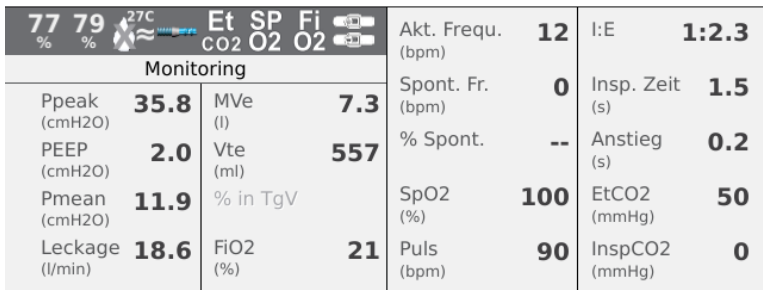 77 % 79 % 27C Et CO2 SP O2 Fi O2
Monitoring
Ppeak (cmH2O) 35.8
PEEP (cmH2O) 2.0
Pmean (cmH2O) 11.9
Leckage (l/min) 18.6
MVe (l) 7.3
Vte (ml) 557
% in TgV
FiO2 (%) 21
Akt. Frequ. (bpm) 12
Spont. Fr. (bpm) 0
% Spont. --
SpO2 (%) 100
Puls (bpm) 90
I:E 1:2.3
Insp. Zeit (s) 1.5
Anstieg (s) 0.2
EtCO2 (mmHg) 50
InspCO2 (mmHg) 0